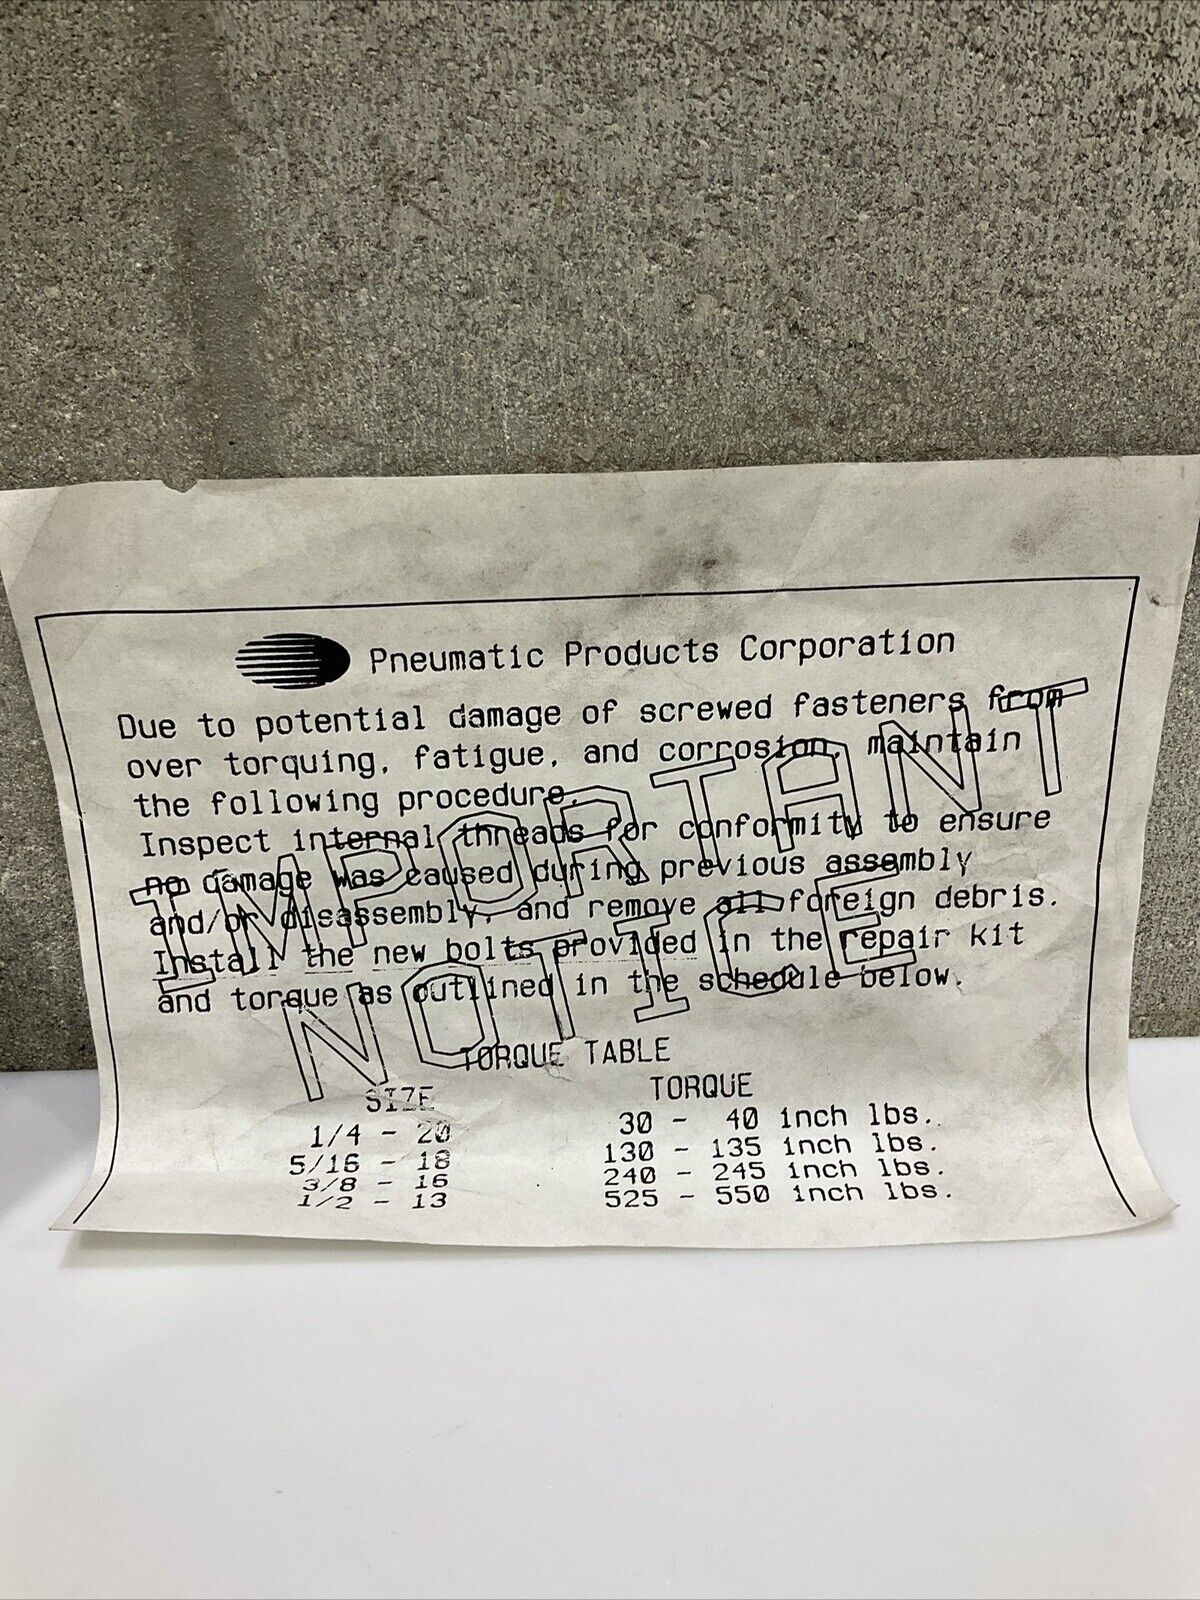 Pneumatic Products Corporation
Due to potential damage of screwed fasteners from
over torquing, fatigue, and corrosion, maintain
the following procedure.
Inspect internal threads for conformity to ensure
no damage was caused during previous assembly
and/or disassembly, and remove all foreign debris.
Install the new bolts provided in the repair kit
and torque as outlined in the schedule below.
IMPORTANT
NOTICE
TORQUE TABLE
SIZE TORQUE
1/4 - 20 30 - 40 inch lbs.
5/16 - 18 130 - 135 inch lbs.
3/8 - 16 240 - 245 inch lbs.
1/2 - 13 525 - 550 inch lbs.